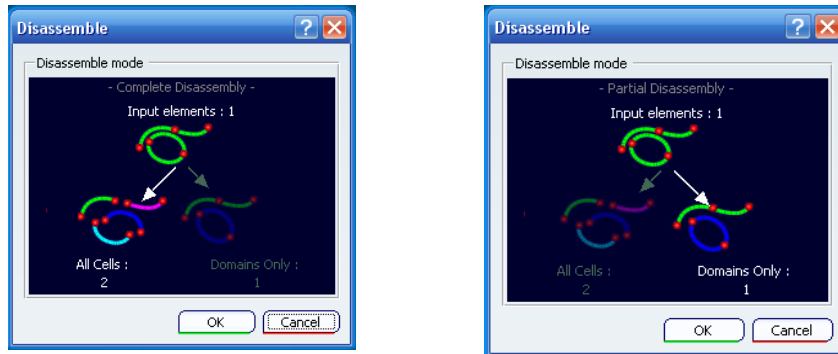 Disassemble
Disassemble mode
- Complete Disassembly -
Input elements : 1
All Cells :
2
Domains Only :
1
OK
Cancel
Disassemble
Disassemble mode
- Partial Disassembly -
Input elements : 1
All Cells :
2
Domains Only :
1
OK
Cancel